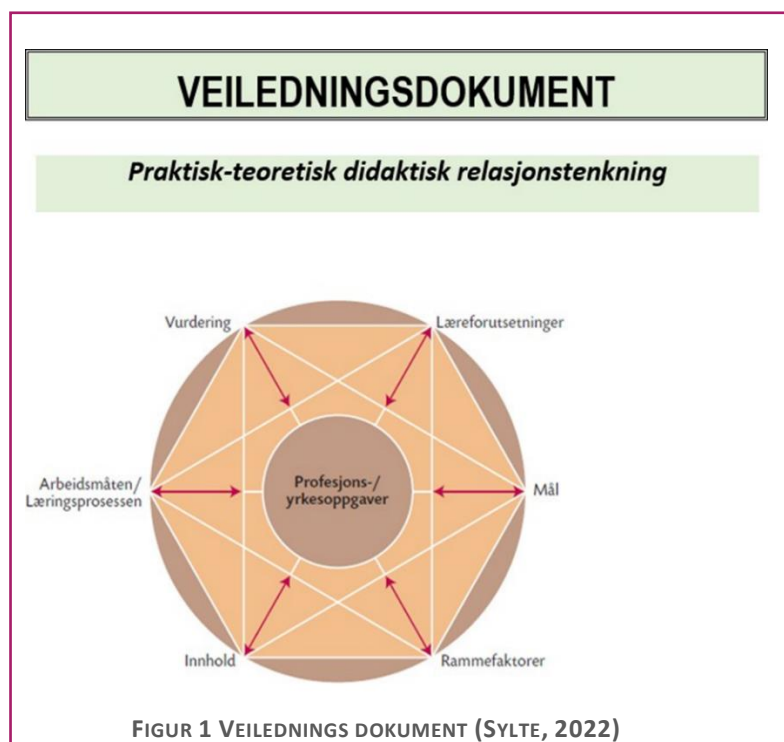 VEILEDNINGSDOKUMENT
Praktisk-teoretisk didaktisk relasjonstenkning
Vurdering
Læreforutsetninger
Arbeidsmåten/
Læringsprosessen
Profesjons-/
yrkesoppgaver
Mål
Innhold
Rammefaktorer
FIGUR 1 VEILEDNINGS DOKUMENT (SYLTE, 2022)